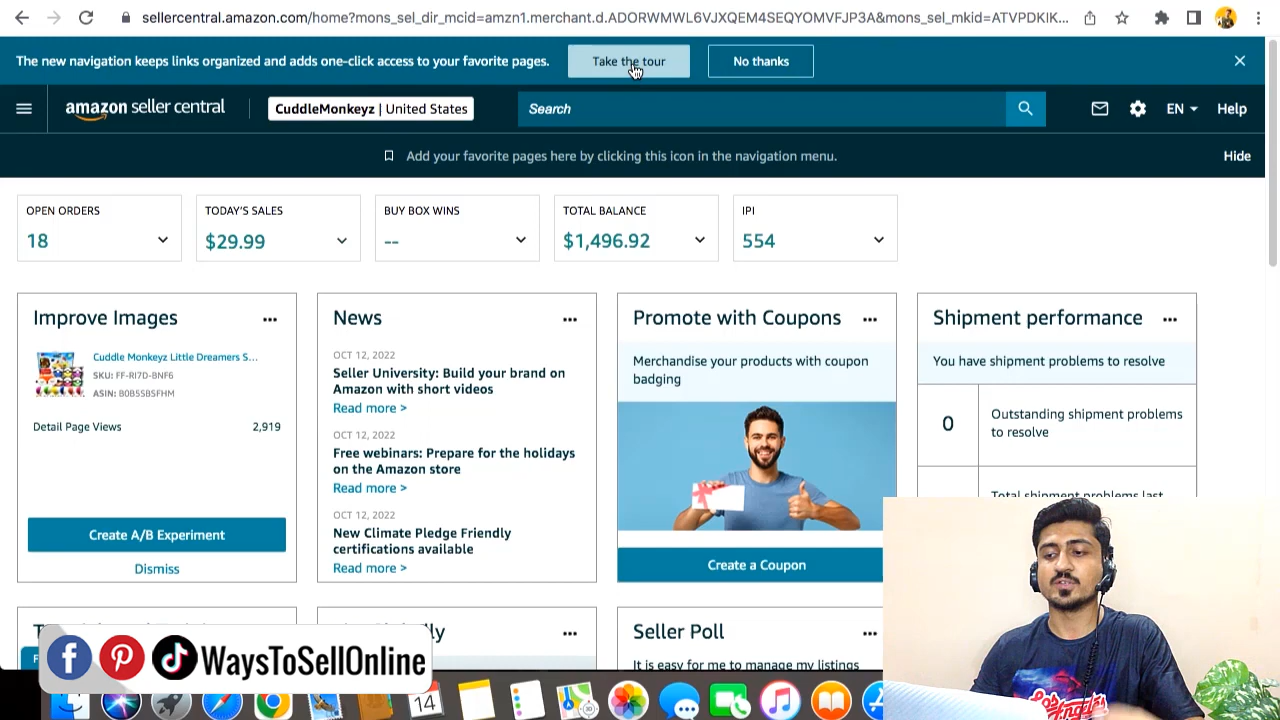 sellercentral.amazon.com/home?mons_sel_dir_mcid=amzn1.merchant.d.ADORWMWL6VJXQEM4SEQYOMVFJP3A&mons_sel_mkid=ATVPDKIK...
The new navigation keeps links organized and adds one-click access to your favorite pages.
Take the tour
No thanks
amazon seller central
CuddleMonkeyz | United States
Search
EN
Help
Add your favorite pages here by clicking this icon in the navigation menu.
Hide
OPEN ORDERS
18
TODAY'S SALES
$29.99
BUY BOX WINS
--
TOTAL BALANCE
$1,496.92
IPI
554
Improve Images
Cuddle Monkeyz Little Dreamers S...
SKU: FF-RI7D-BNF6
ASIN: B0B5SBSFHM
Detail Page Views 2,919
Create A/B Experiment
Dismiss
News
OCT 12, 2022
Seller University: Build your brand on
Amazon with short videos
Read more >
OCT 12, 2022
Free webinars: Prepare for the holidays
on the Amazon store
Read more >
OCT 12, 2022
New Climate Pledge Friendly
certifications available
Read more >
Promote with Coupons
Merchandise your products with coupon
badging
Create a Coupon
Shipment performance
You have shipment problems to resolve
0
Outstanding shipment problems
to resolve
Total shipment problems last
Seller Poll
It is easy for me to manage my listings
WaysToSellOnline
14